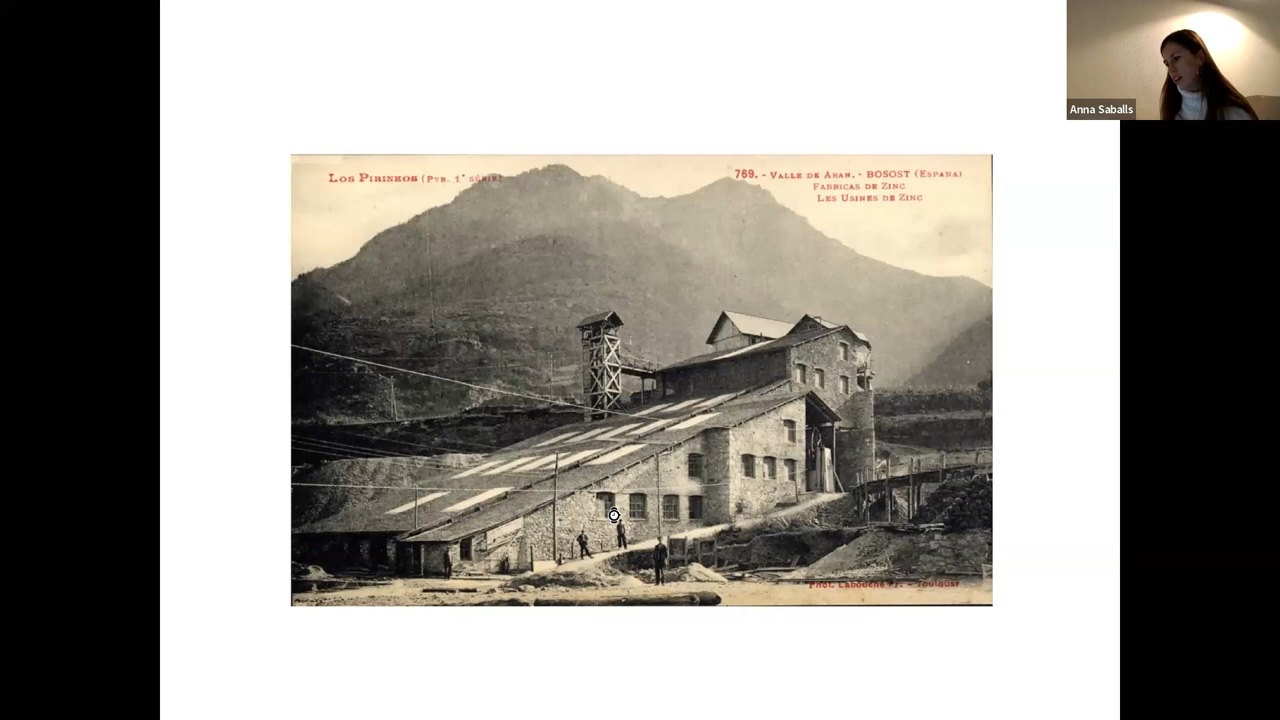 Los Pirineos (Pyr. 1ª série)
769. - Valle de Aran. - BOSOST (Espana)
Fabricas de Zinc
Les Usines de Zinc
Phot. Labouche Fr. - Toulouse
Anna Saballs